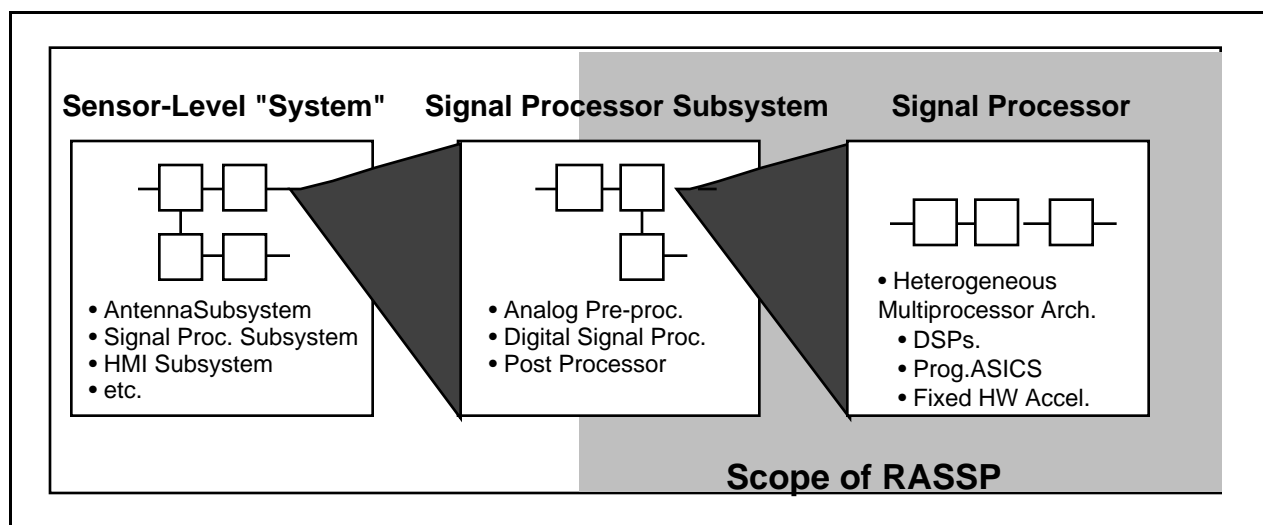 Sensor-Level "System"
Signal Processor Subsystem
Signal Processor
• AntennaSubsystem
• Signal Proc. Subsystem
• HMI Subsystem
• etc.
• Analog Pre-proc.
• Digital Signal Proc.
• Post Processor
• Heterogeneous
Multiprocessor Arch.
• DSPs.
• Prog.ASICS
• Fixed HW Accel.
Scope of RASSP